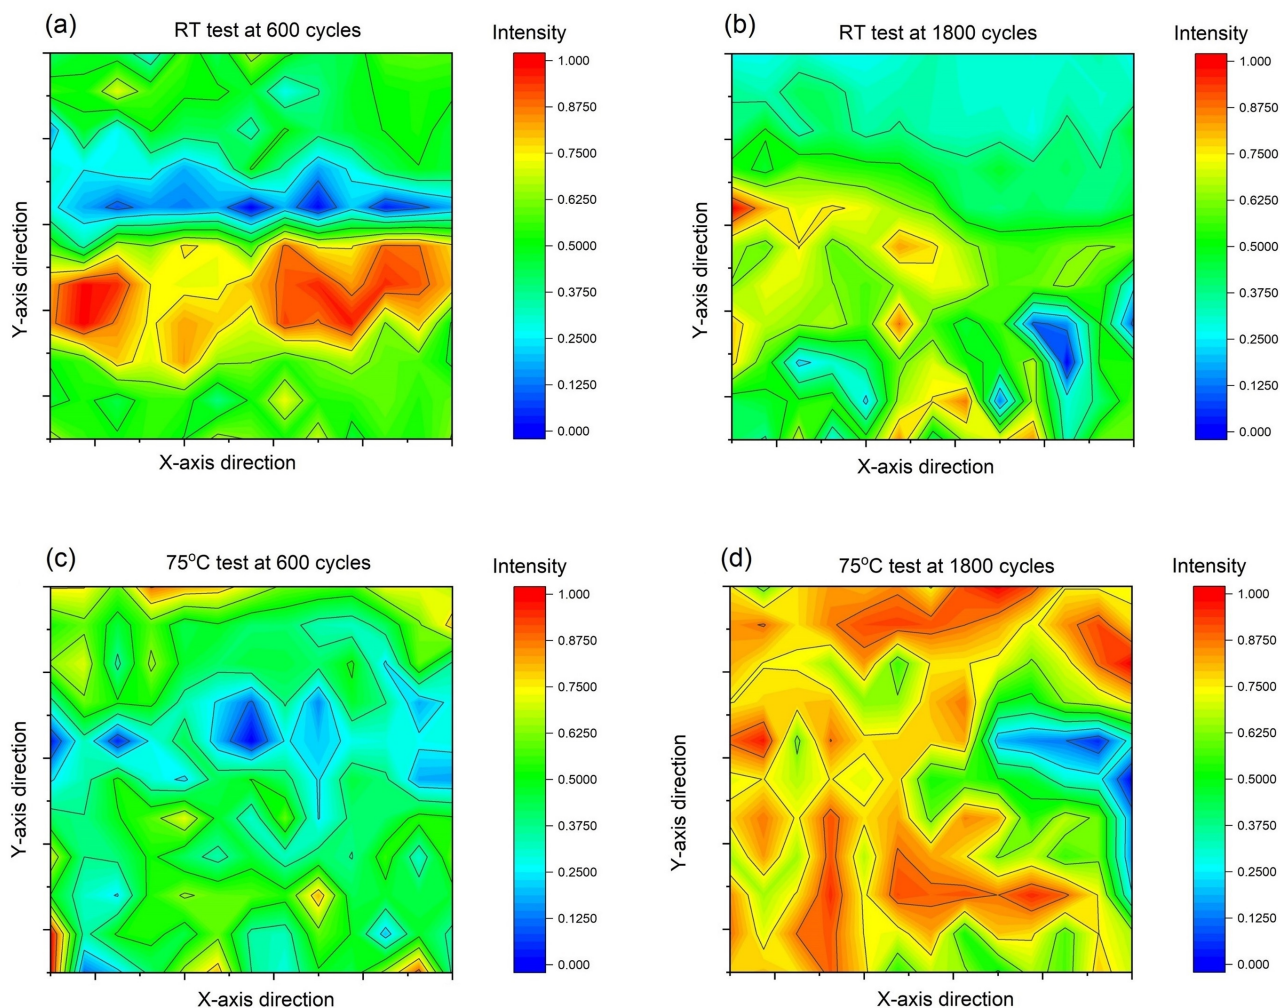 (a)
RT test at 600 cycles
Intensity
1.000
0.8750
0.7500
0.6250
0.5000
0.3750
0.2500
0.1250
0.000
Y-axis direction
X-axis direction
(b)
RT test at 1800 cycles
Intensity
1.000
0.8750
0.7500
0.6250
0.5000
0.3750
0.2500
0.1250
0.000
Y-axis direction
X-axis direction
(c)
75°C test at 600 cycles
Intensity
1.000
0.8750
0.7500
0.6250
0.5000
0.3750
0.2500
0.1250
0.000
Y-axis direction
X-axis direction
(d)
75°C test at 1800 cycles
Intensity
1.000
0.8750
0.7500
0.6250
0.5000
0.3750
0.2500
0.1250
0.000
Y-axis direction
X-axis direction